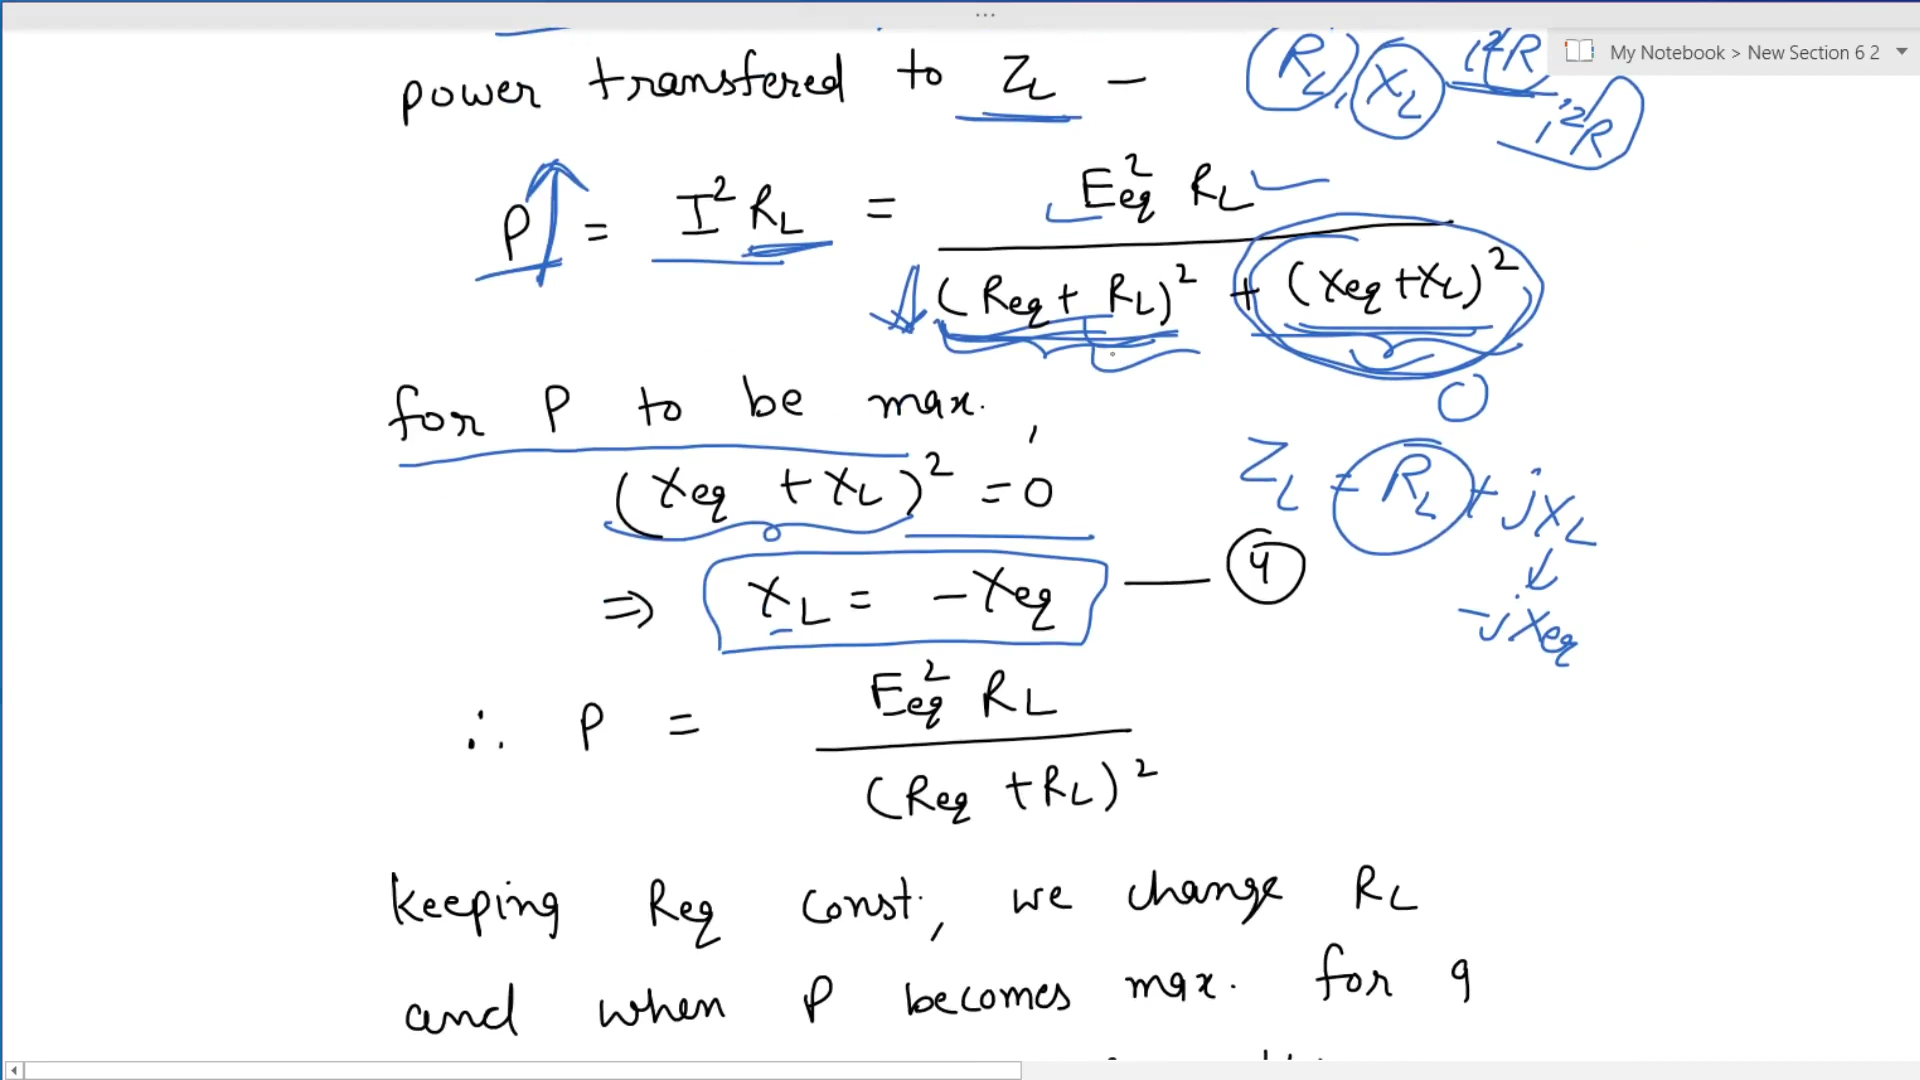 ...
My Notebook > New Section 6 2
power transfered to ZL — RL, XL i²R
i²R
P = I² RL = Eeq² RL / (Req + RL)² + (Xeq + XL)²
0
for P to be max.,
(Xeq + XL)² = 0
ZL = RL + jXL
⇒ XL = -Xeq — 4
-jXeq
∴ P = Eeq² RL / (Req + RL)²
keeping Req const., we change RL
and when P becomes max. for a